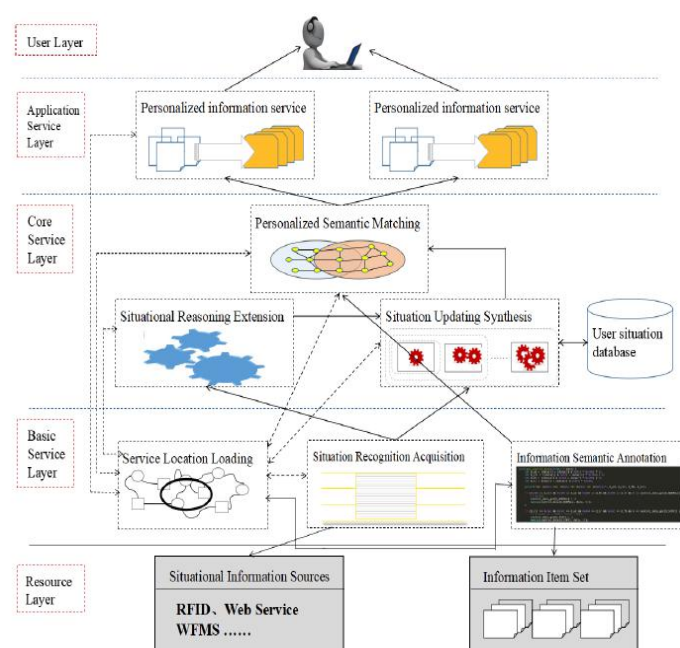 User Layer
Application
Service
Layer
Personalized information service
Personalized information service
Core
Service
Layer
Personalized Semantic Matching
Situational Reasoning Extension
Situation Updating Synthesis
User situation
database
Basic
Service
Layer
Service Location Loading
Situation Recognition Acquisition
Information Semantic Annotation
Resource
Layer
Situational Information Sources
RFID、Web Service
WFMS ......
Information Item Set